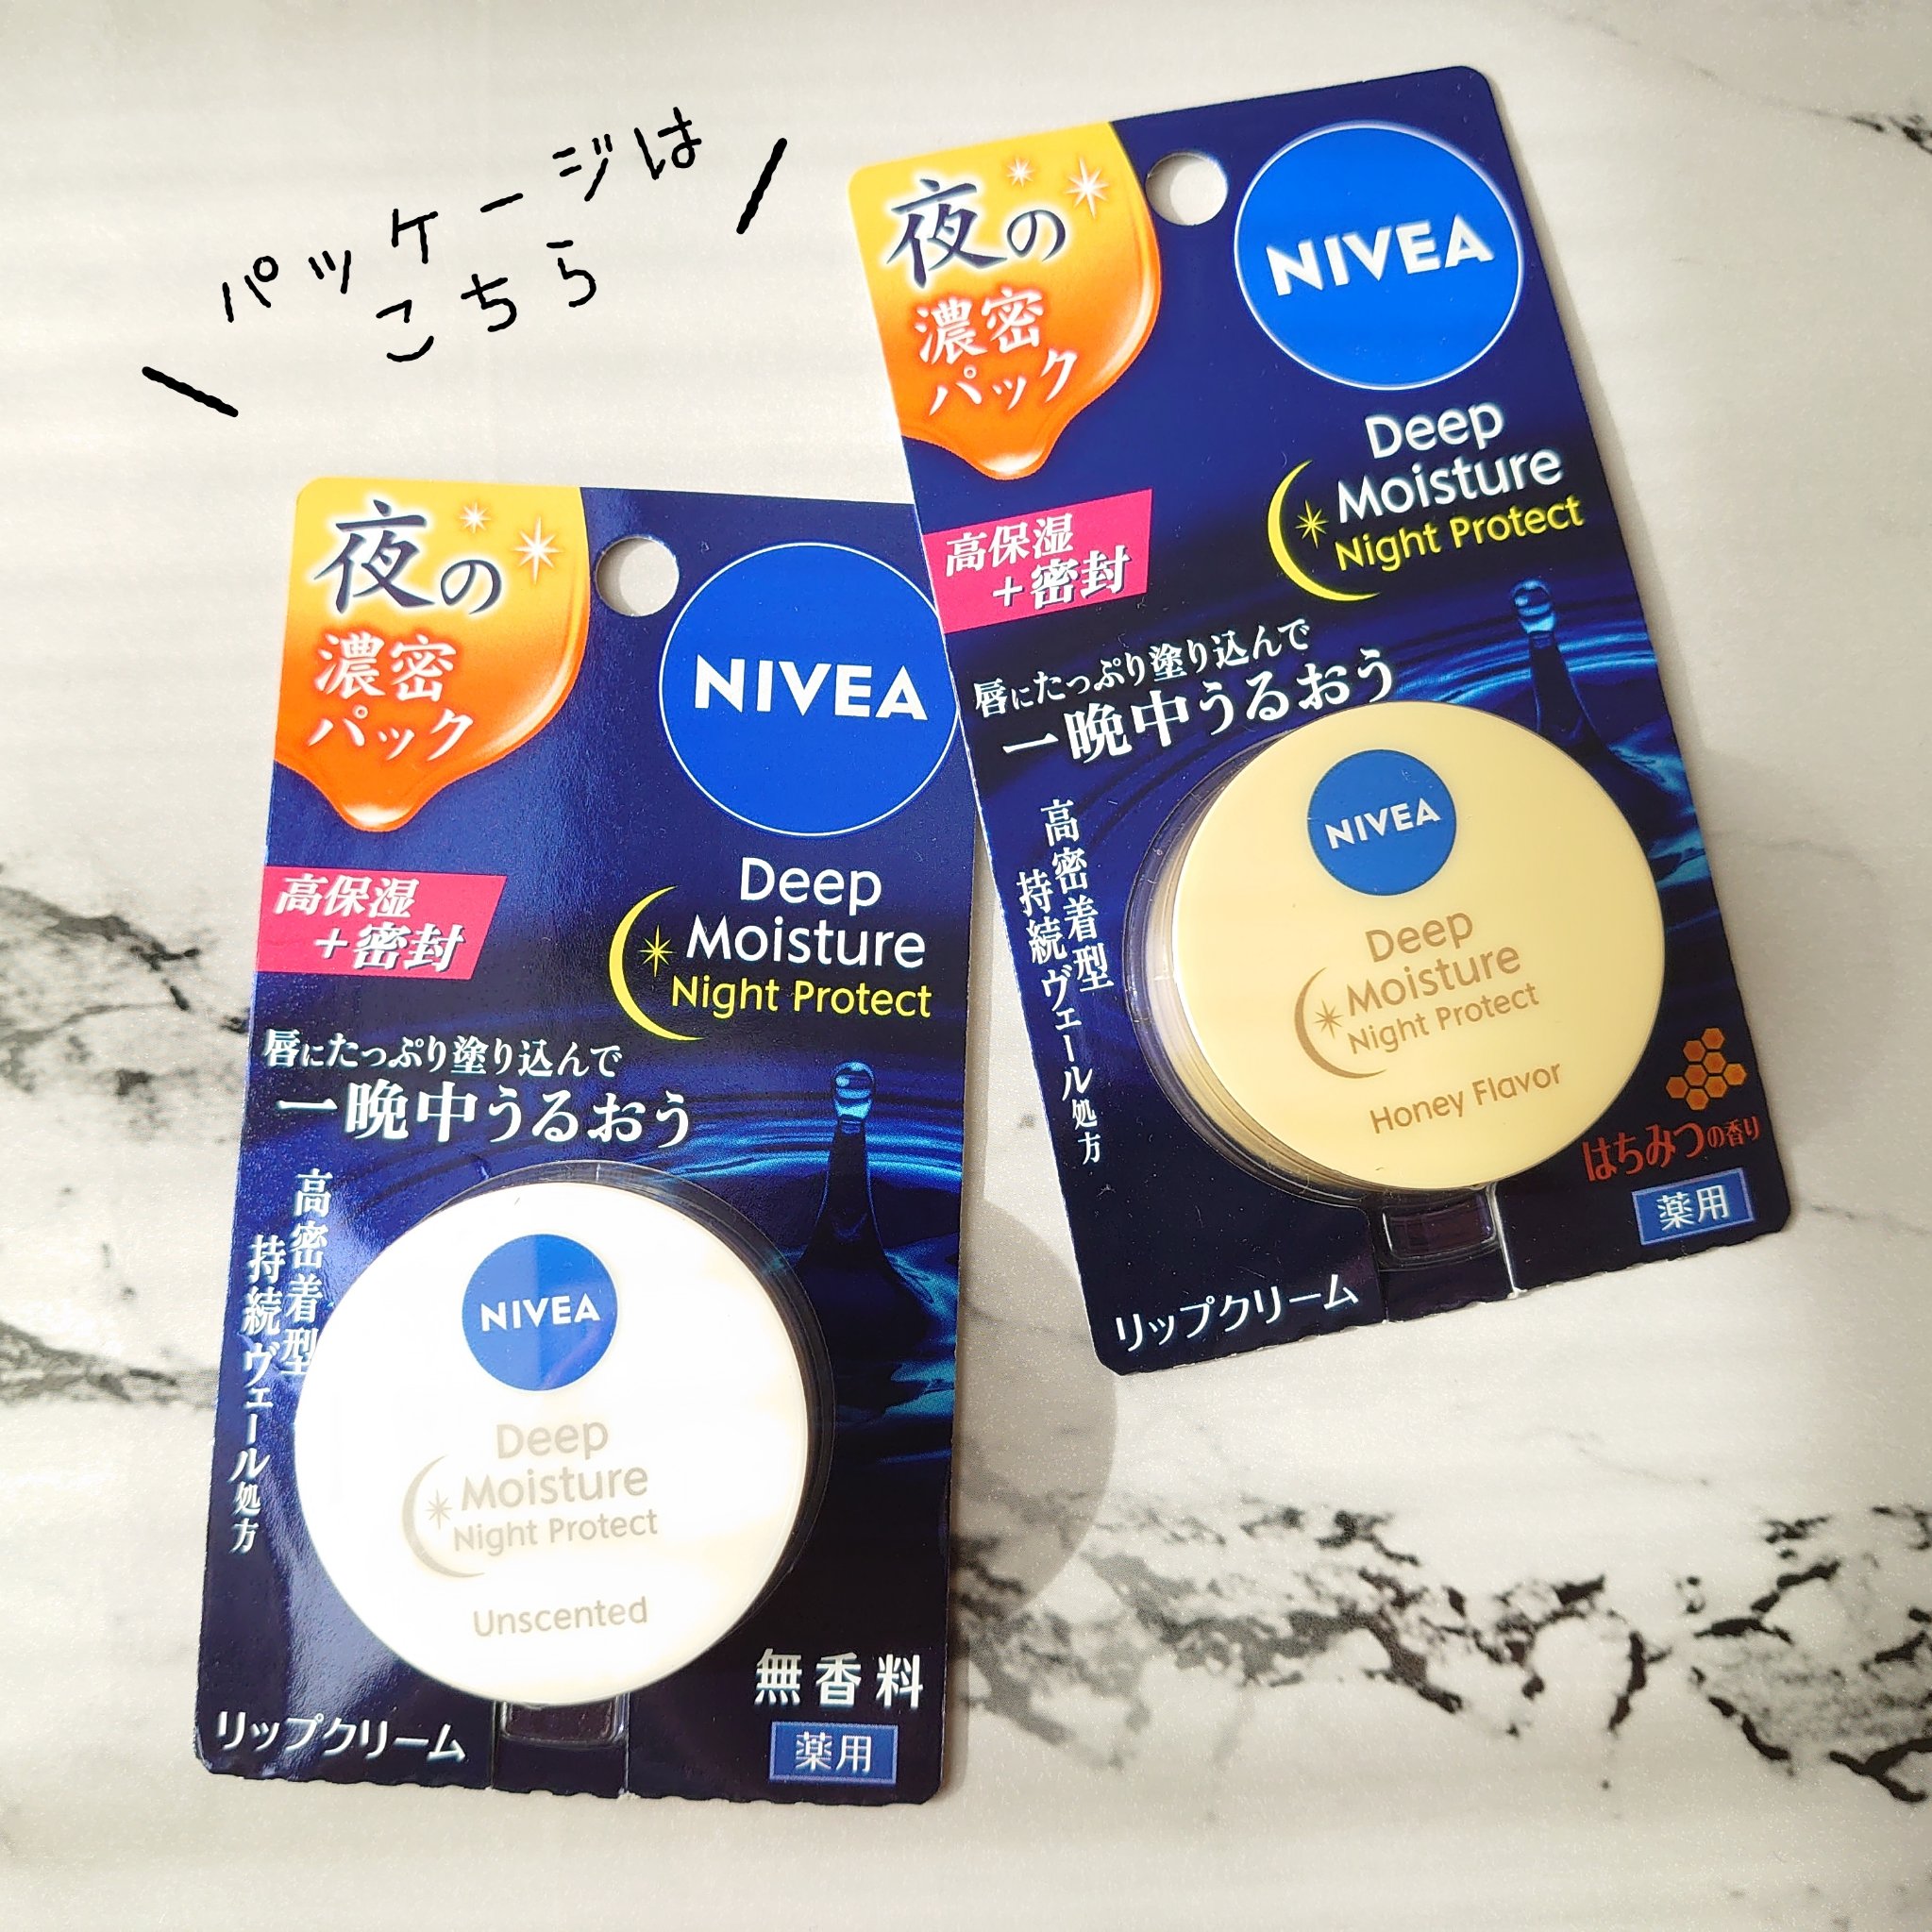 パッケージは
こちら
夜の
濃密
パック
NIVEA
Deep
Moisture
Night Protect
高保湿
+密封
唇にたっぷり塗り込んで
一晩中うるおう
高密着型
持続ヴェール処方
NIVEA
Deep
Moisture
Night Protect
Unscented
無香料
薬用
リップクリーム
夜の
濃密
パック
NIVEA
Deep
Moisture
Night Protect
高保湿
+密封
唇にたっぷり塗り込んで
一晩中うるおう
高密着型
持続ヴェール処方
NIVEA
Deep
Moisture
Night Protect
Honey Flavor
はちみつの香り
薬用
リップクリーム